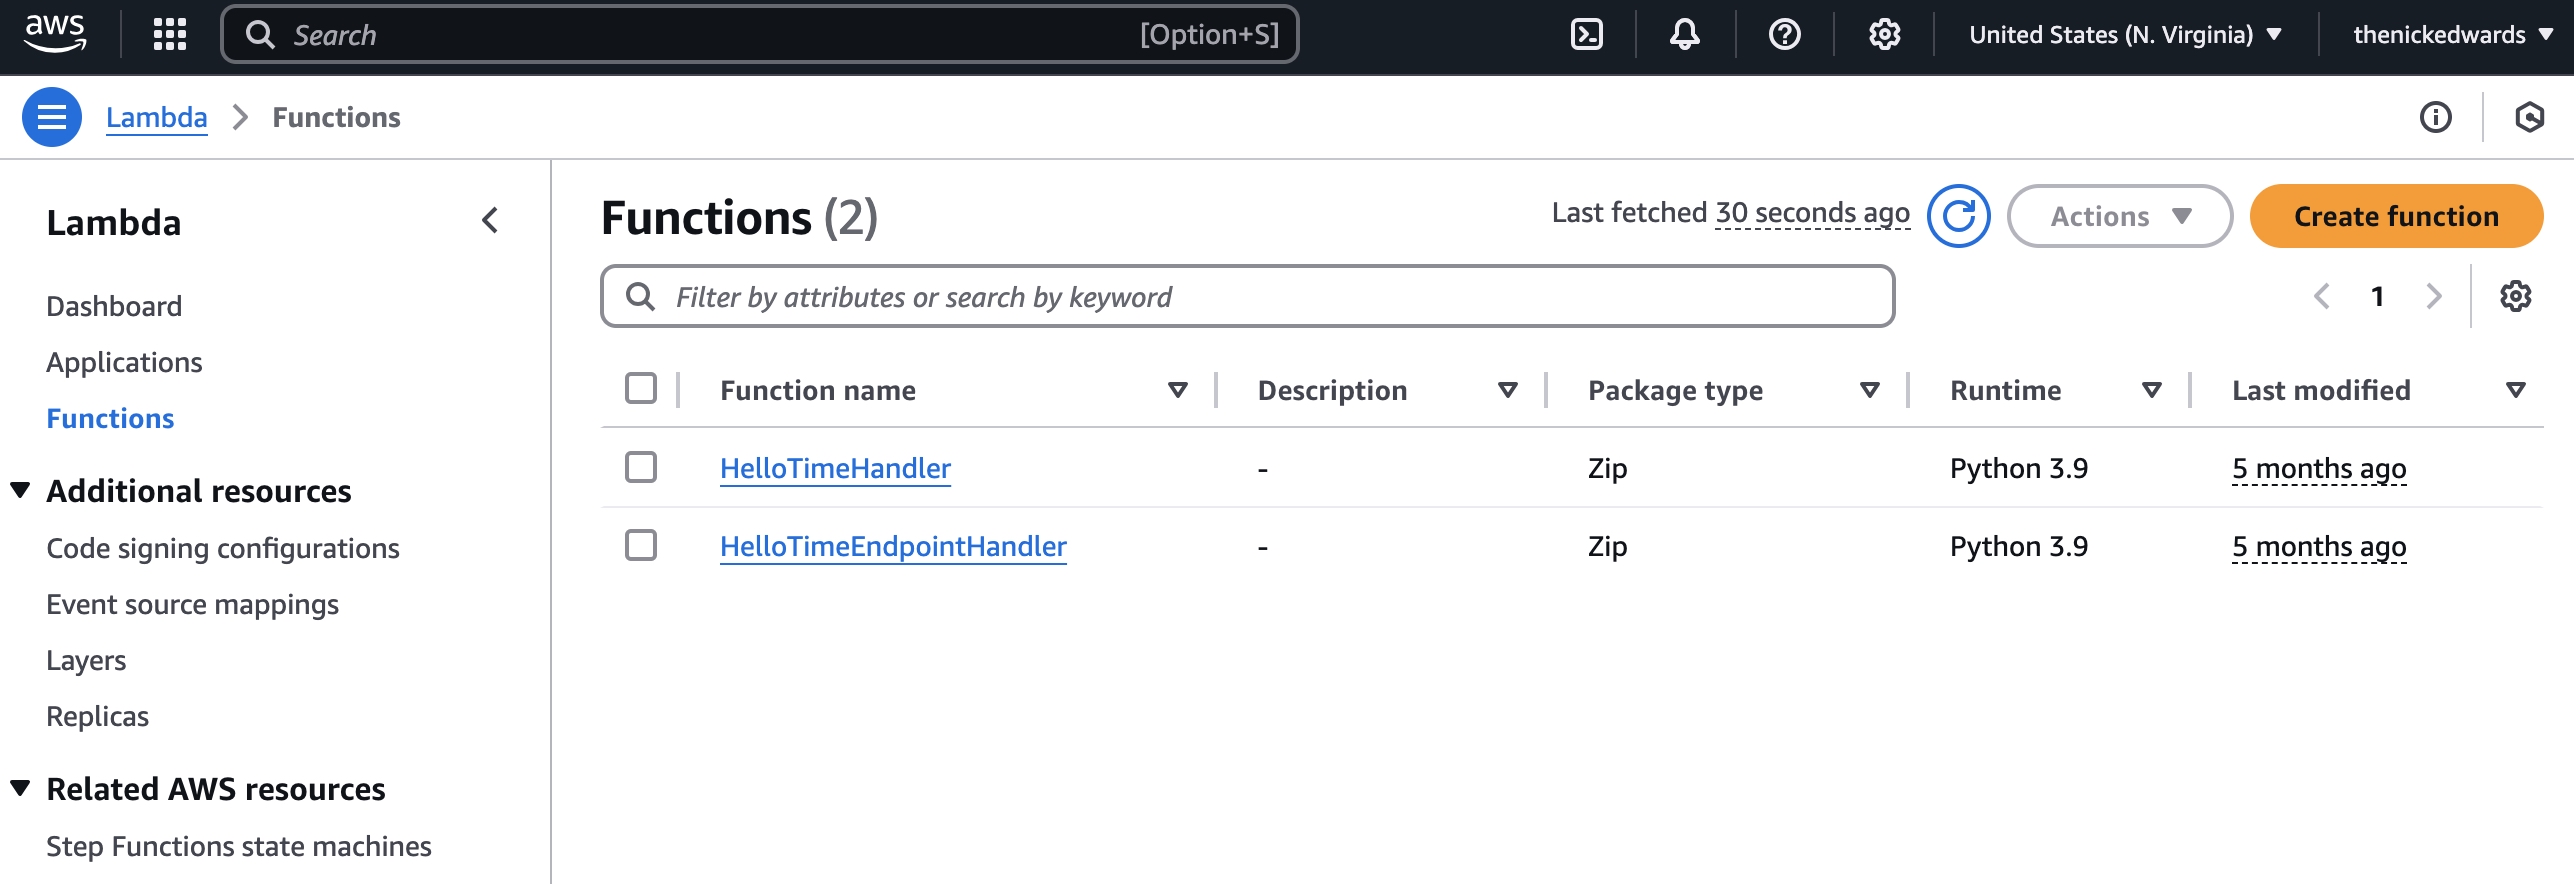 aws
Search [Option+S]
United States (N. Virginia)
thenickedwards
Lambda
Functions
Lambda
Dashboard
Applications
Functions
Additional resources
Code signing configurations
Event source mappings
Layers
Replicas
Related AWS resources
Step Functions state machines
Functions (2)
Last fetched 30 seconds ago
Actions
Create function
Filter by attributes or search by keyword
1
Function name Description Package type Runtime Last modified
HelloTimeHandler - Zip Python 3.9 5 months ago
HelloTimeEndpointHandler - Zip Python 3.9 5 months ago